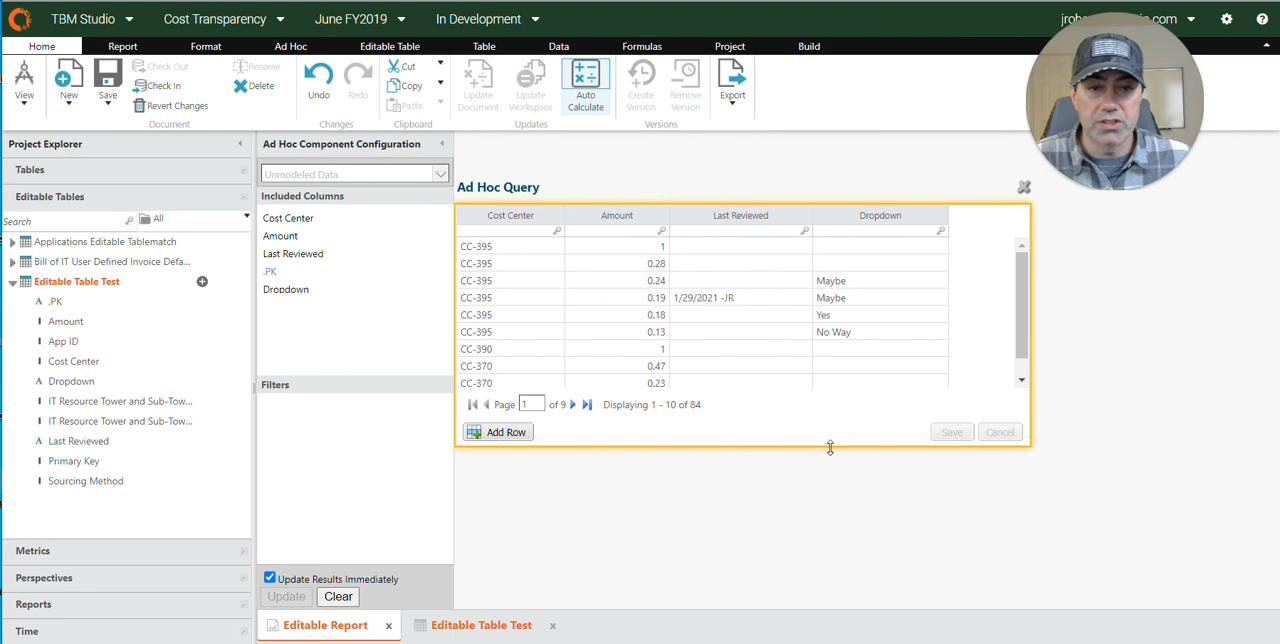 TBM Studio Cost Transparency June FY2019 In Development
Home Report Format Ad Hoc Editable Table Table Data Formulas Project Build
View New Save Check Out Check In Revert Changes Rename Delete
Document
Undo Redo
Changes
Cut Copy Paste
Clipboard
Update Document Update Workspace Auto Calculate
Updates
Create Version Remove Version
Versions
Export
Project Explorer
Tables
Editable Tables
Search All
Applications Editable Tablematch
Bill of IT User Defined Invoice Defa...
Editable Table Test
.PK
Amount
App ID
Cost Center
Dropdown
IT Resource Tower and Sub-Tow...
IT Resource Tower and Sub-Tow...
Last Reviewed
Primary Key
Sourcing Method
Metrics
Perspectives
Reports
Time
Ad Hoc Component Configuration
Unmodeled Data
Included Columns
Cost Center
Amount
Last Reviewed
.PK
Dropdown
Filters
Update Results Immediately
Update Clear
Ad Hoc Query
Cost Center Amount Last Reviewed Dropdown
CC-395 1
CC-395 0.28
CC-395 0.24 Maybe
CC-395 0.19 1/29/2021 -JR Maybe
CC-395 0.18 Yes
CC-395 0.13 No Way
CC-390 1
CC-370 0.47
CC-370 0.23
Page 1 of 9 Displaying 1 - 10 of 84
Add Row Save Cancel
Editable Report x Editable Table Test x